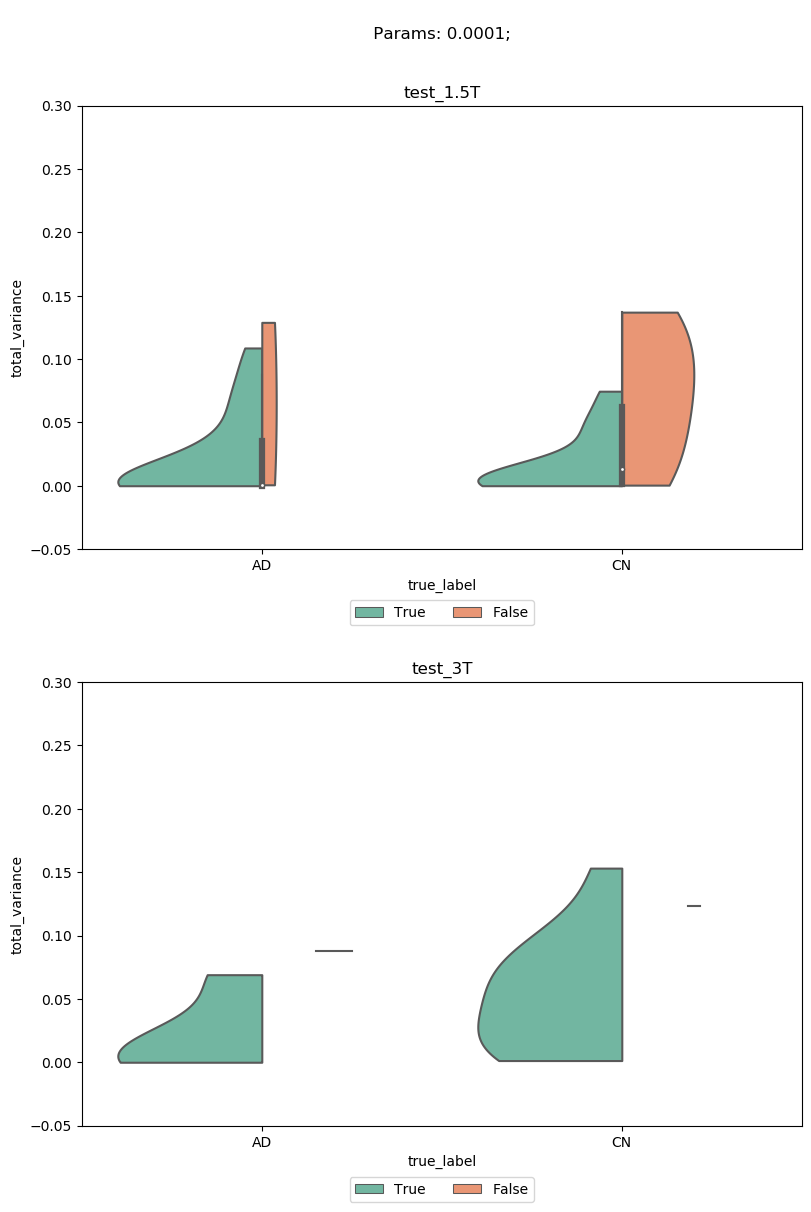 Params: 0.0001;
test_1.5T
0.30
0.25
0.20
0.15
0.10
0.05
0.00
−0.05
total_variance
AD CN
true_label
True False
test_3T
0.30
0.25
0.20
0.15
0.10
0.05
0.00
−0.05
total_variance
AD CN
true_label
True False